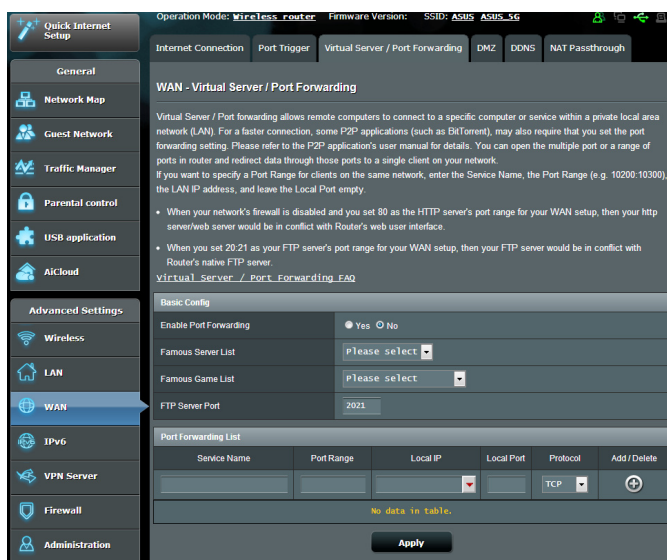 Quick Internet
Setup
Operation Mode: Wireless router Firmware Version: SSID: ASUS ASUS_5G
Internet Connection Port Trigger Virtual Server / Port Forwarding DMZ DDNS NAT Passthrough
General
Network Map
Guest Network
Traffic Manager
Parental control
USB application
AiCloud
Advanced Settings
Wireless
LAN
WAN
IPv6
VPN Server
Firewall
Administration
WAN - Virtual Server / Port Forwarding
Virtual Server / Port forwarding allows remote computers to connect to a specific computer or service within a private local area
network (LAN). For a faster connection, some P2P applications (such as BitTorrent), may also require that you set the port
forwarding setting. Please refer to the P2P application's user manual for details. You can open the multiple port or a range of
ports in router and redirect data through those ports to a single client on your network.
If you want to specify a Port Range for clients on the same network, enter the Service Name, the Port Range (e.g. 10200:10300),
the LAN IP address, and leave the Local Port empty.
• When your network's firewall is disabled and you set 80 as the HTTP server's port range for your WAN setup, then your http
server/web server would be in conflict with Router's web user interface.
• When you set 20:21 as your FTP server's port range for your WAN setup, then your FTP server would be in conflict with
Router's native FTP server.
Virtual Server / Port Forwarding FAQ
Basic Config
Enable Port Forwarding Yes No
Famous Server List Please select
Famous Game List Please select
FTP Server Port 2021
Port Forwarding List
Service Name Port Range Local IP Local Port Protocol Add / Delete
TCP
No data in table.
Apply